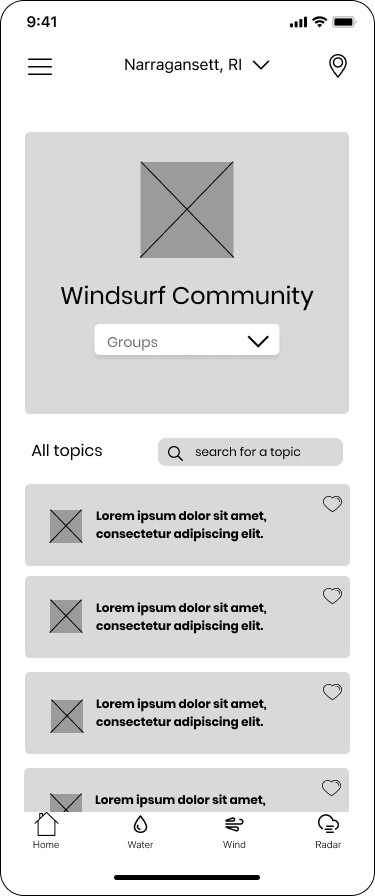 9:41
Narragansett, RI
Windsurf Community
Groups
All topics
search for a topic
Lorem ipsum dolor sit amet,
consectetur adipiscing elit.
Lorem ipsum dolor sit amet,
consectetur adipiscing elit.
Lorem ipsum dolor sit amet,
consectetur adipiscing elit.
Lorem ipsum dolor sit amet,
Home
Water
Wind
Radar